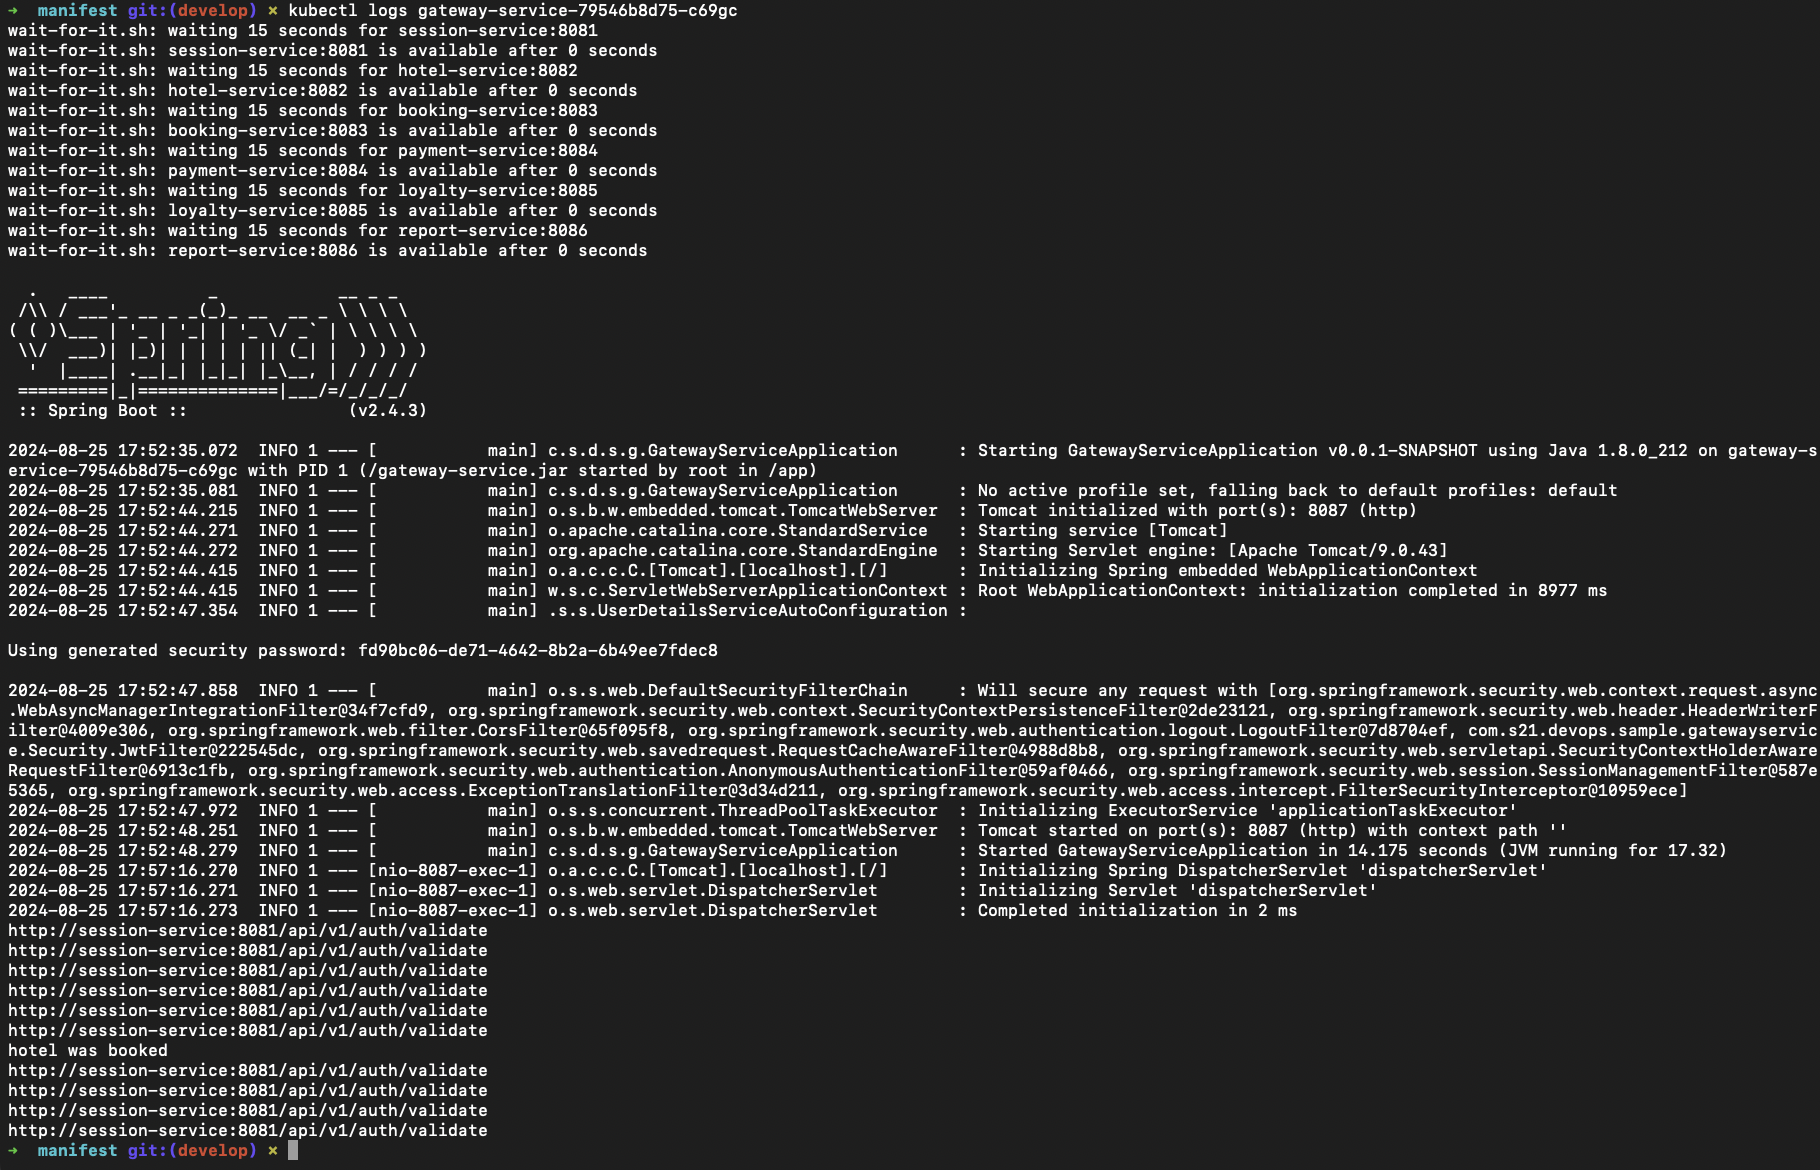 ➜  manifest git:(develop) ✗ kubectl logs gateway-service-79546b8d75-c69gc
wait-for-it.sh: waiting 15 seconds for session-service:8081
wait-for-it.sh: session-service:8081 is available after 0 seconds
wait-for-it.sh: waiting 15 seconds for hotel-service:8082
wait-for-it.sh: hotel-service:8082 is available after 0 seconds
wait-for-it.sh: waiting 15 seconds for booking-service:8083
wait-for-it.sh: booking-service:8083 is available after 0 seconds
wait-for-it.sh: waiting 15 seconds for payment-service:8084
wait-for-it.sh: payment-service:8084 is available after 0 seconds
wait-for-it.sh: waiting 15 seconds for loyalty-service:8085
wait-for-it.sh: loyalty-service:8085 is available after 0 seconds
wait-for-it.sh: waiting 15 seconds for report-service:8086
wait-for-it.sh: report-service:8086 is available after 0 seconds

  .   ____          _            __ _ _
 /\\ / ___'_ __ _ _(_)_ __  __ _ \ \ \ \
( ( )\___ | '_ | '_| | '_ \/ _` | \ \ \ \
 \\/  ___)| |_)| | | | | || (_| |  ) ) ) )
  '  |____| .__|_| |_|_| |_\__, | / / / /
 =========|_|==============|___/=/_/_/_/
 :: Spring Boot ::                (v2.4.3)

2024-08-25 17:52:35.072  INFO 1 --- [           main] c.s.d.s.g.GatewayServiceApplication      : Starting GatewayServiceApplication v0.0.1-SNAPSHOT using Java 1.8.0_212 on gateway-s
ervice-79546b8d75-c69gc with PID 1 (/gateway-service.jar started by root in /app)
2024-08-25 17:52:35.081  INFO 1 --- [           main] c.s.d.s.g.GatewayServiceApplication      : No active profile set, falling back to default profiles: default
2024-08-25 17:52:44.215  INFO 1 --- [           main] o.s.b.w.embedded.tomcat.TomcatWebServer  : Tomcat initialized with port(s): 8087 (http)
2024-08-25 17:52:44.271  INFO 1 --- [           main] o.apache.catalina.core.StandardService   : Starting service [Tomcat]
2024-08-25 17:52:44.272  INFO 1 --- [           main] org.apache.catalina.core.StandardEngine  : Starting Servlet engine: [Apache Tomcat/9.0.43]
2024-08-25 17:52:44.415  INFO 1 --- [           main] o.a.c.c.C.[Tomcat].[localhost].[/]       : Initializing Spring embedded WebApplicationContext
2024-08-25 17:52:44.415  INFO 1 --- [           main] w.s.c.ServletWebServerApplicationContext : Root WebApplicationContext: initialization completed in 8977 ms
2024-08-25 17:52:47.354  INFO 1 --- [           main] .s.s.UserDetailsServiceAutoConfiguration :

Using generated security password: fd90bc06-de71-4642-8b2a-6b49ee7fdec8

2024-08-25 17:52:47.858  INFO 1 --- [           main] o.s.s.web.DefaultSecurityFilterChain     : Will secure any request with [org.springframework.security.web.context.request.async
.WebAsyncManagerIntegrationFilter@34f7cfd9, org.springframework.security.web.context.SecurityContextPersistenceFilter@2de23121, org.springframework.security.web.header.HeaderWriterF
ilter@4009e306, org.springframework.web.filter.CorsFilter@65f095f8, org.springframework.security.web.authentication.logout.LogoutFilter@7d8704ef, com.s21.devops.sample.gatewayservic
e.Security.JwtFilter@222545dc, org.springframework.security.web.savedrequest.RequestCacheAwareFilter@4988d8b8, org.springframework.security.web.servletapi.SecurityContextHolderAware
RequestFilter@6913c1fb, org.springframework.security.web.authentication.AnonymousAuthenticationFilter@59af0466, org.springframework.security.web.session.SessionManagementFilter@587e
5365, org.springframework.security.web.access.ExceptionTranslationFilter@3d34d211, org.springframework.security.web.access.intercept.FilterSecurityInterceptor@10959ece]
2024-08-25 17:52:47.972  INFO 1 --- [           main] o.s.s.concurrent.ThreadPoolTaskExecutor  : Initializing ExecutorService 'applicationTaskExecutor'
2024-08-25 17:52:48.251  INFO 1 --- [           main] o.s.b.w.embedded.tomcat.TomcatWebServer  : Tomcat started on port(s): 8087 (http) with context path ''
2024-08-25 17:52:48.279  INFO 1 --- [           main] c.s.d.s.g.GatewayServiceApplication      : Started GatewayServiceApplication in 14.175 seconds (JVM running for 17.32)
2024-08-25 17:57:16.270  INFO 1 --- [nio-8087-exec-1] o.a.c.c.C.[Tomcat].[localhost].[/]       : Initializing Spring DispatcherServlet 'dispatcherServlet'
2024-08-25 17:57:16.271  INFO 1 --- [nio-8087-exec-1] o.s.web.servlet.DispatcherServlet        : Initializing Servlet 'dispatcherServlet'
2024-08-25 17:57:16.273  INFO 1 --- [nio-8087-exec-1] o.s.web.servlet.DispatcherServlet        : Completed initialization in 2 ms
http://session-service:8081/api/v1/auth/validate
http://session-service:8081/api/v1/auth/validate
http://session-service:8081/api/v1/auth/validate
http://session-service:8081/api/v1/auth/validate
http://session-service:8081/api/v1/auth/validate
http://session-service:8081/api/v1/auth/validate
hotel was booked
http://session-service:8081/api/v1/auth/validate
http://session-service:8081/api/v1/auth/validate
http://session-service:8081/api/v1/auth/validate
http://session-service:8081/api/v1/auth/validate
➜  manifest git:(develop) ✗